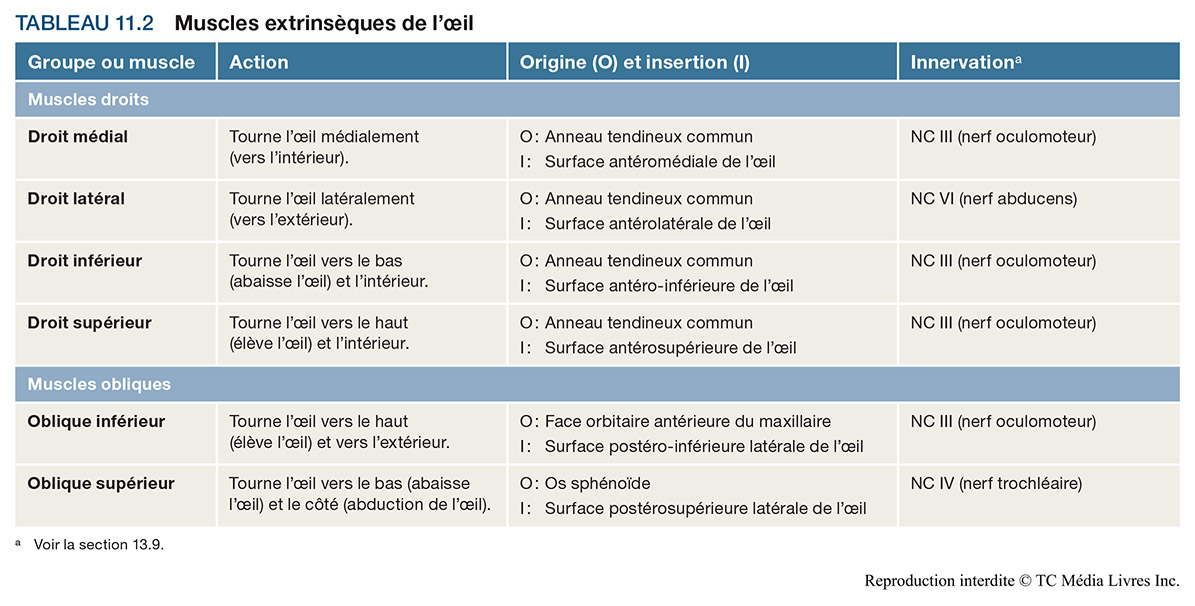 TABLEAU 11.2 Muscles extrinsèques de l’œil
Groupe ou muscle Action Origine (O) et insertion (I) Innervationᵃ
Muscles droits
Droit médial Tourne l’œil médialement O : Anneau tendineux commun NC III (nerf oculomoteur)
(vers l’intérieur). I : Surface antéromédiale de l’œil
Droit latéral Tourne l’œil latéralement O : Anneau tendineux commun NC VI (nerf abducens)
(vers l’extérieur). I : Surface antérolatérale de l’œil
Droit inférieur Tourne l’œil vers le bas O : Anneau tendineux commun NC III (nerf oculomoteur)
(abaisse l’œil) et l’intérieur. I : Surface antéro-inférieure de l’œil
Droit supérieur Tourne l’œil vers le haut O : Anneau tendineux commun NC III (nerf oculomoteur)
(élève l’œil) et l’intérieur. I : Surface antérosupérieure de l’œil
Muscles obliques
Oblique inférieur Tourne l’œil vers le haut O : Face orbitaire antérieure du maxillaire NC III (nerf oculomoteur)
(élève l’œil) et vers l’extérieur. I : Surface postéro-inférieure latérale de l’œil
Oblique supérieur Tourne l’œil vers le bas (abaisse O : Os sphénoïde NC IV (nerf trochléaire)
l’œil) et le côté (abduction de l’œil). I : Surface postérosupérieure latérale de l’œil
ᵃ Voir la section 13.9.
Reproduction interdite © TC Média Livres Inc.